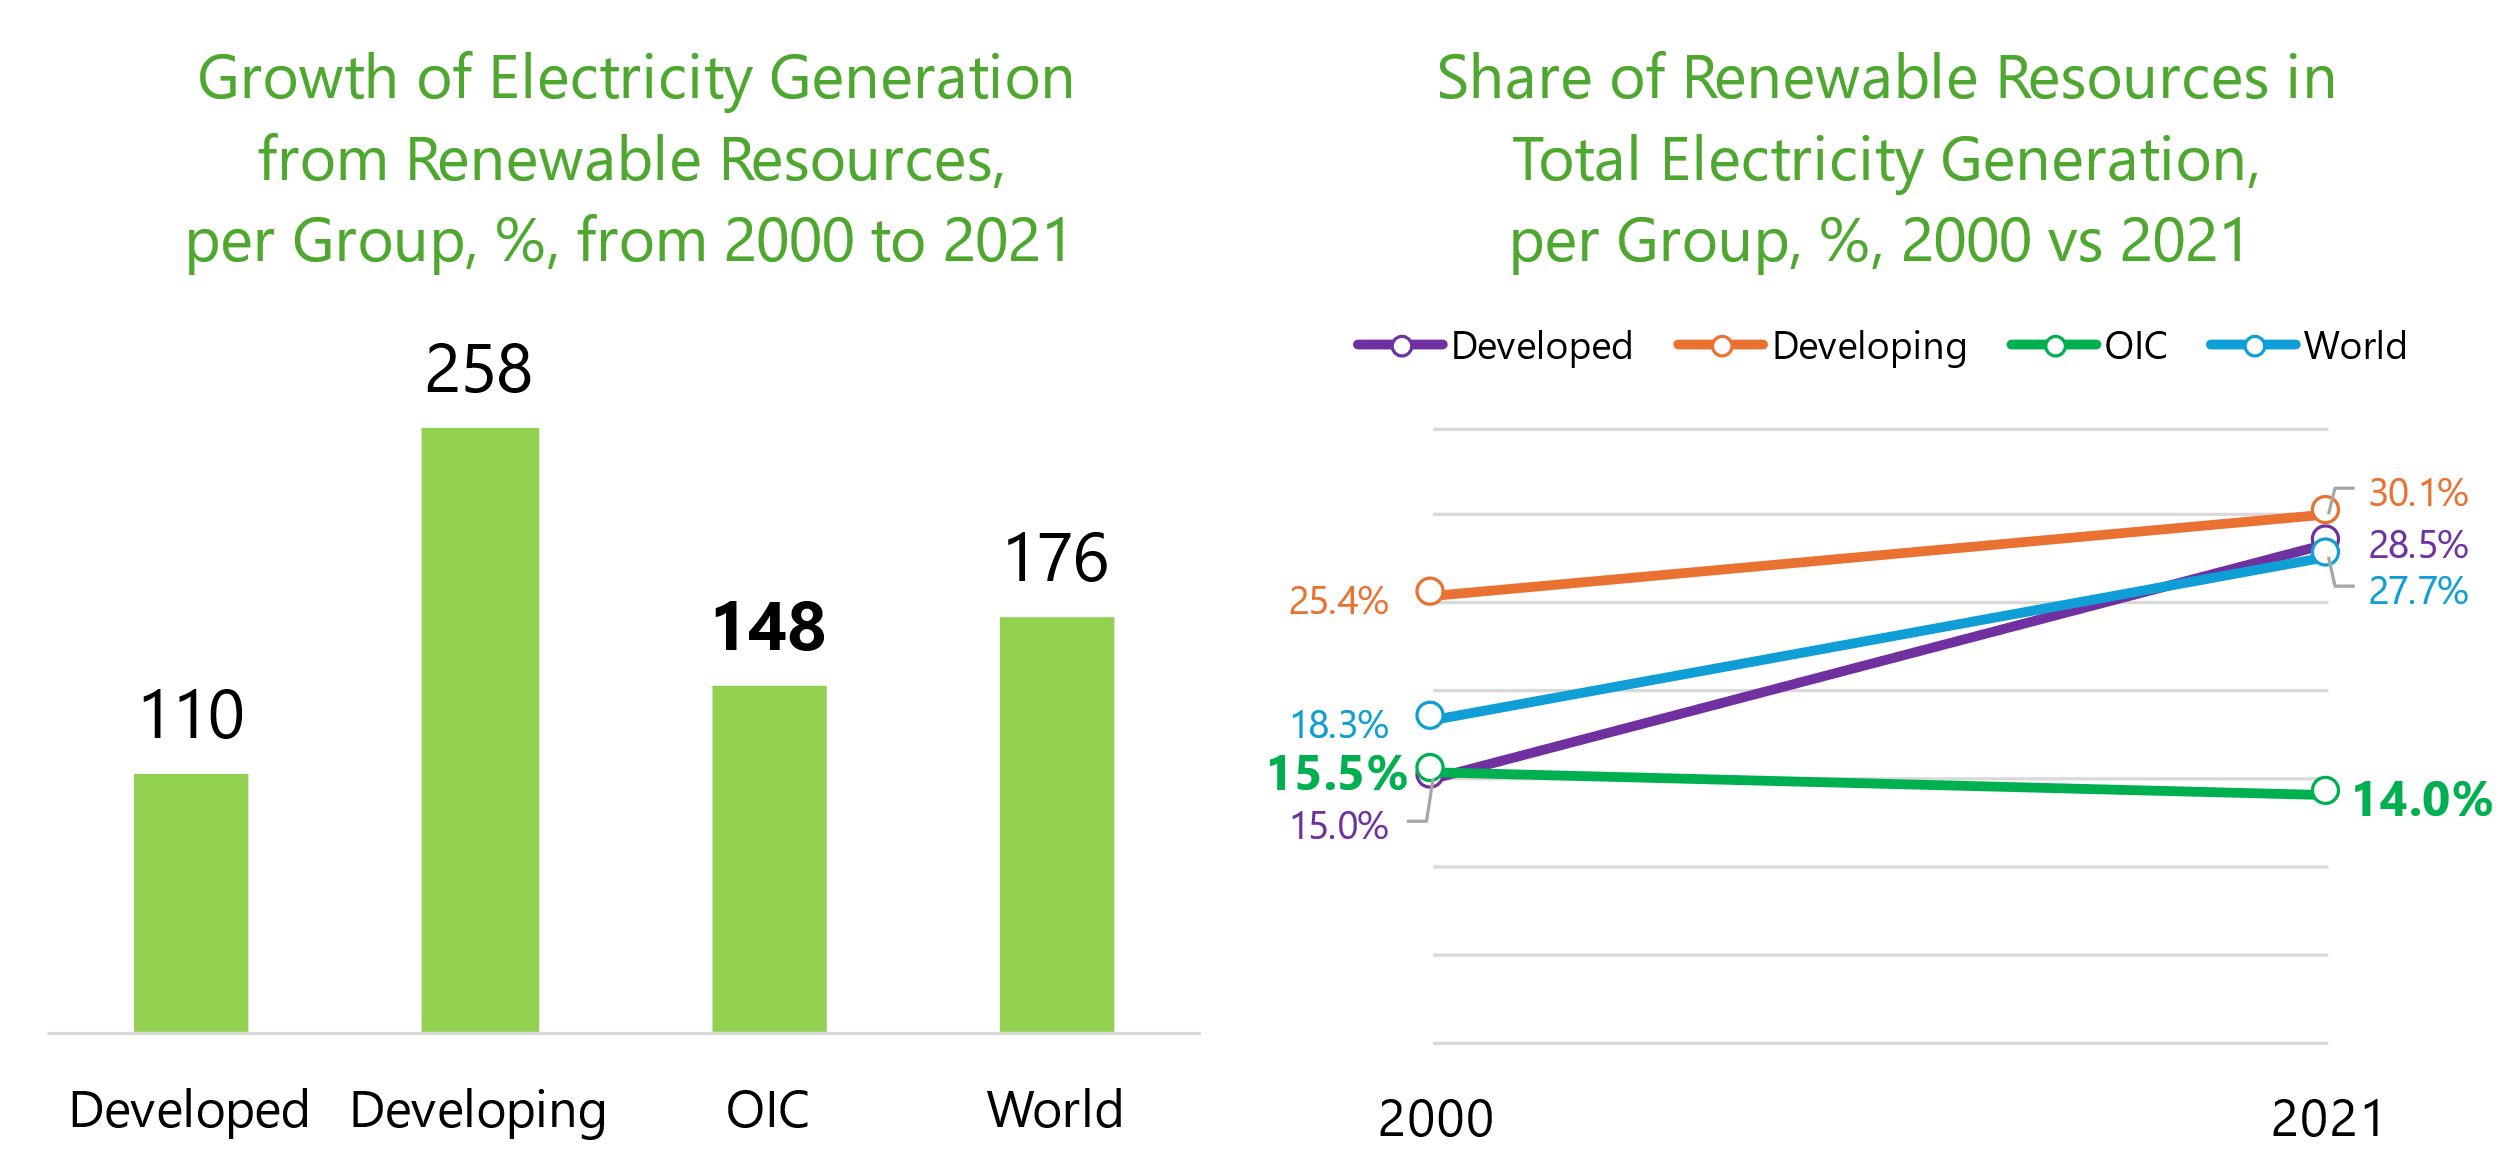 Growth of Electricity Generation
from Renewable Resources,
per Group, %, from 2000 to 2021
258
176
148
110
Developed Developing OIC World
Share of Renewable Resources in
Total Electricity Generation,
per Group, %, 2000 vs 2021
Developed Developing OIC World
30.1%
28.5%
27.7%
25.4%
18.3%
15.5%
14.0%
15.0%
2000 2021